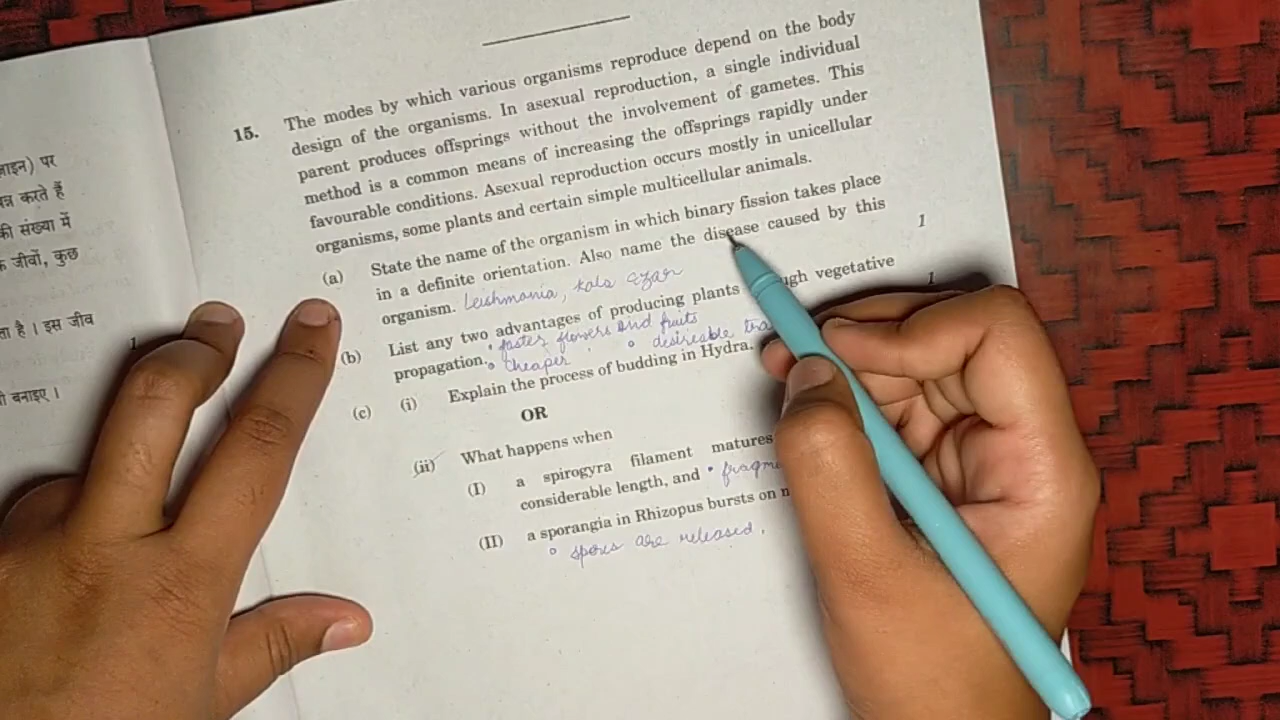 15. The modes by which various organisms reproduce depend on the body
design of the organisms. In asexual reproduction, a single individual
parent produces offsprings without the involvement of gametes. This
method is a common means of increasing the offsprings rapidly under
favourable conditions. Asexual reproduction occurs mostly in unicellular
organisms, some plants and certain simple multicellular animals.
(a) State the name of the organism in which binary fission takes place
in a definite orientation. Also name the disease caused by this
organism. Leishmania, kala azar 1
(b) List any two advantages of producing plants vegetative 1
• faster flowers and fruits
propagation. • cheaper • desireable
(c) (i) Explain the process of budding in Hydra.
OR
(ii) What happens when
(I) a spirogyra filament matures
considerable length, and •
(II) a sporangia in Rhizopus bursts on
• spores are released.
पर
करते हैं
की संख्या में
जीवों, कुछ
है । इस जीव
1
बनाइए ।